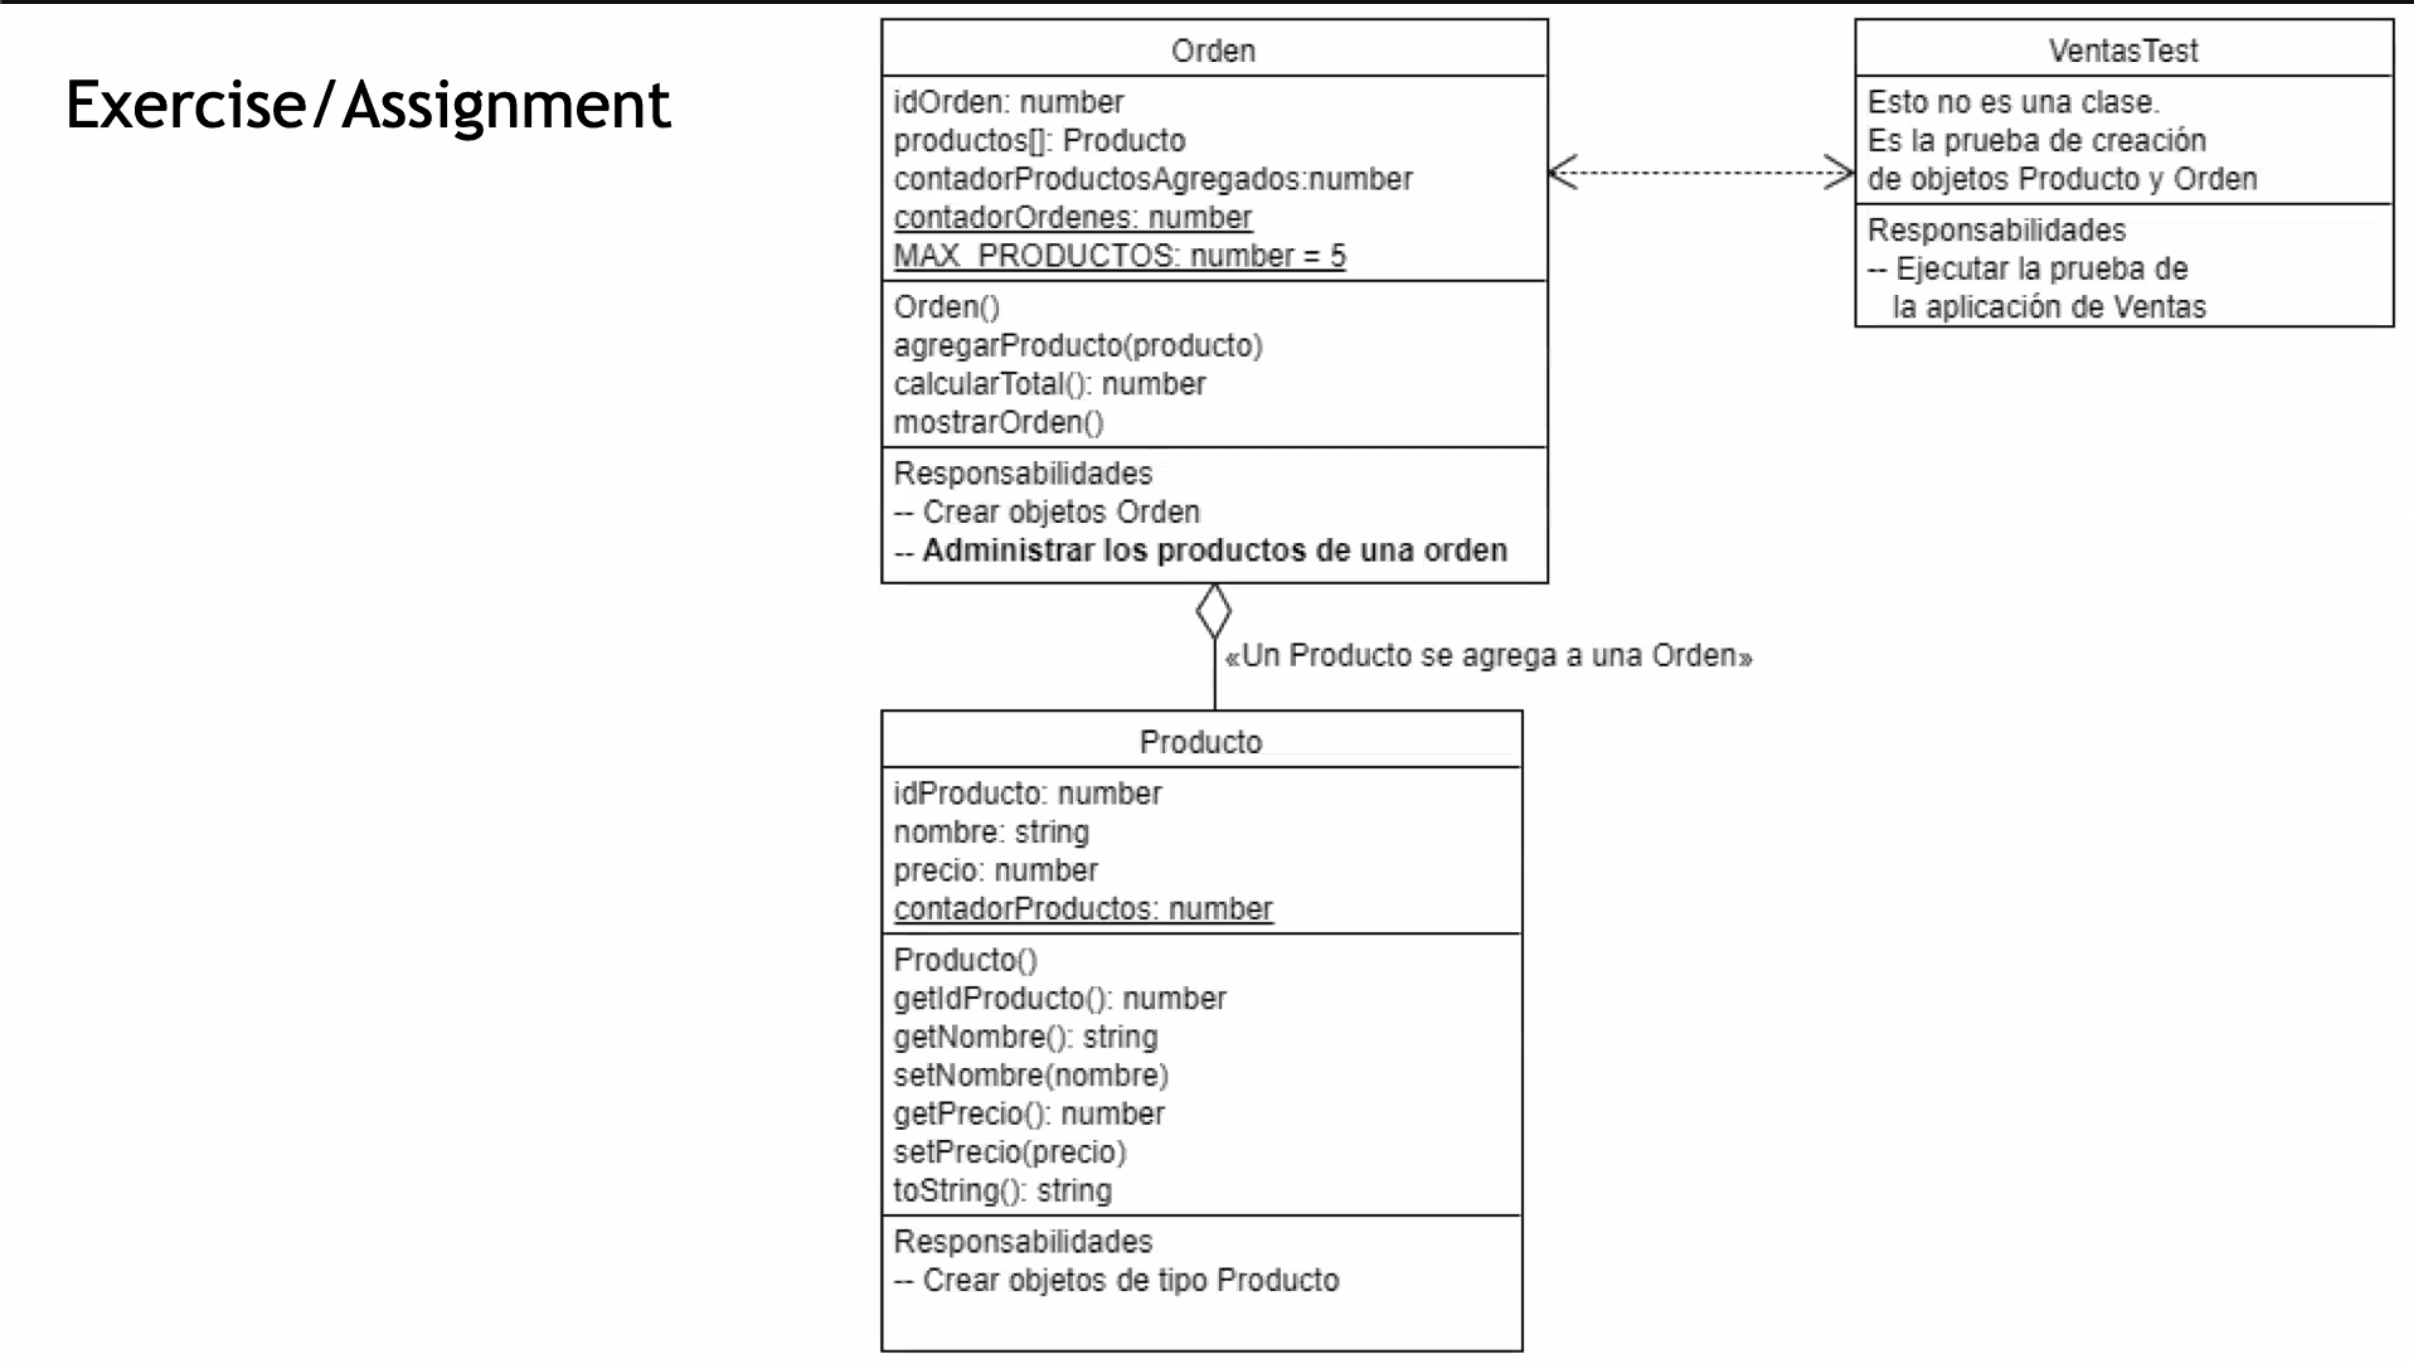 Exercise/Assignment
Orden
idOrden: number
productos[]: Producto
contadorProductosAgregados:number
contadorOrdenes: number
MAX_PRODUCTOS: number = 5
Orden()
agregarProducto(producto)
calcularTotal(): number
mostrarOrden()
Responsabilidades
-- Crear objetos Orden
-- Administrar los productos de una orden
VentasTest
Esto no es una clase.
Es la prueba de creación
de objetos Producto y Orden
Responsabilidades
-- Ejecutar la prueba de
la aplicación de Ventas
«Un Producto se agrega a una Orden»
Producto
idProducto: number
nombre: string
precio: number
contadorProductos: number
Producto()
getIdProducto(): number
getNombre(): string
setNombre(nombre)
getPrecio(): number
setPrecio(precio)
toString(): string
Responsabilidades
-- Crear objetos de tipo Producto